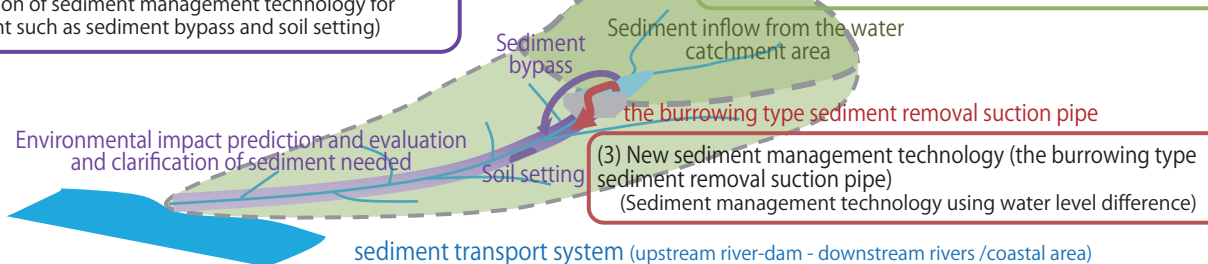 on of sediment management technology for
nt such as sediment bypass and soil setting)
Sediment inflow from the water
catchment area
Sediment
bypass
the burrowing type sediment removal suction pipe
Environmental impact prediction and evaluation
and clarification of sediment needed
Soil setting
(3) New sediment management technology (the burrowing type
sediment removal suction pipe)
(Sediment management technology using water level difference)
sediment transport system (upstream river-dam - downstream rivers /coastal area)